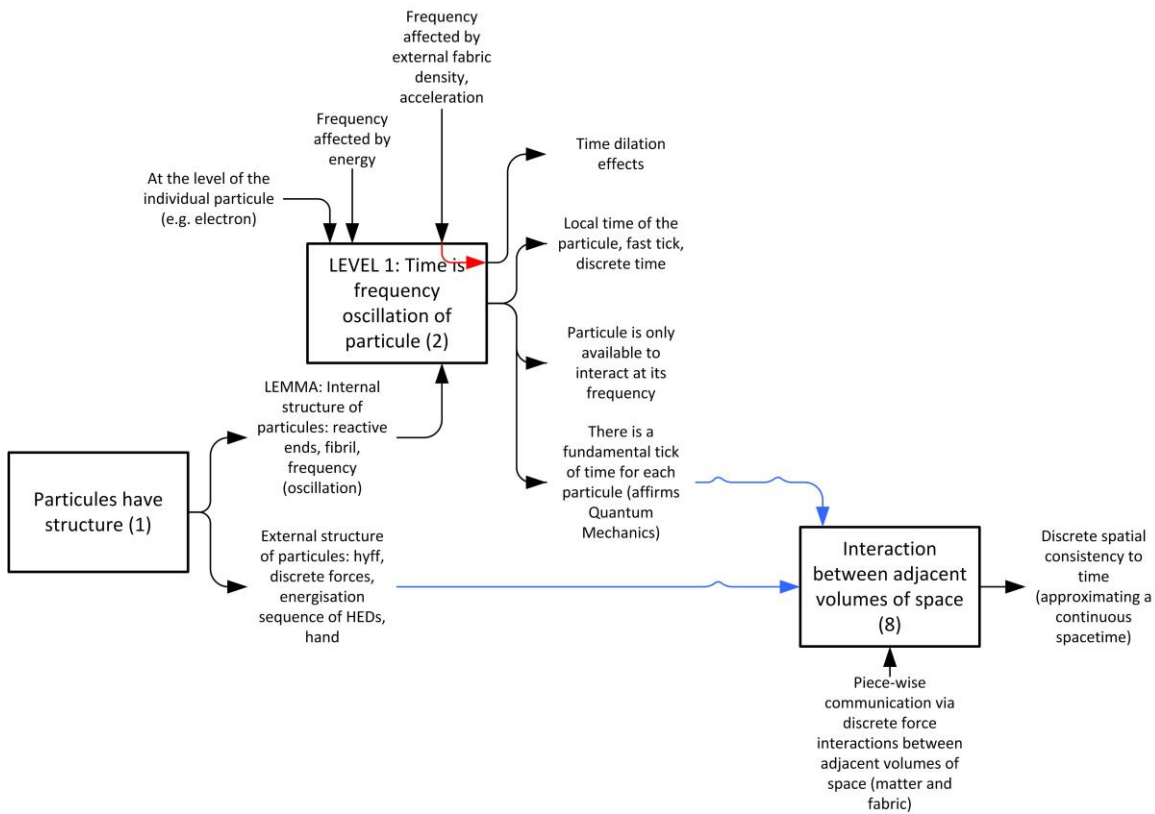 Frequency
affected by
external fabric
density,
acceleration
Frequency
affected by
energy
At the level of the
individual particule
(e.g. electron)
Time dilation
effects
Local time of the
particule, fast tick,
discrete time
LEVEL 1: Time is
frequency
oscillation of
particule (2)
Particule is only
available to
interact at its
frequency
LEMMA: Internal
structure of
particules: reactive
ends, fibril,
frequency
(oscillation)
There is a
fundamental tick
of time for each
particule (affirms
Quantum
Mechanics)
Particules have
structure (1)
External structure
of particules: hyff,
discrete forces,
energisation
sequence of HEDs,
hand
Interaction
between adjacent
volumes of space
(8)
Discrete spatial
consistency to
time
(approximating a
continuous
spacetime)
Piece-wise
communication via
discrete force
interactions between
adjacent volumes of
space (matter and
fabric)